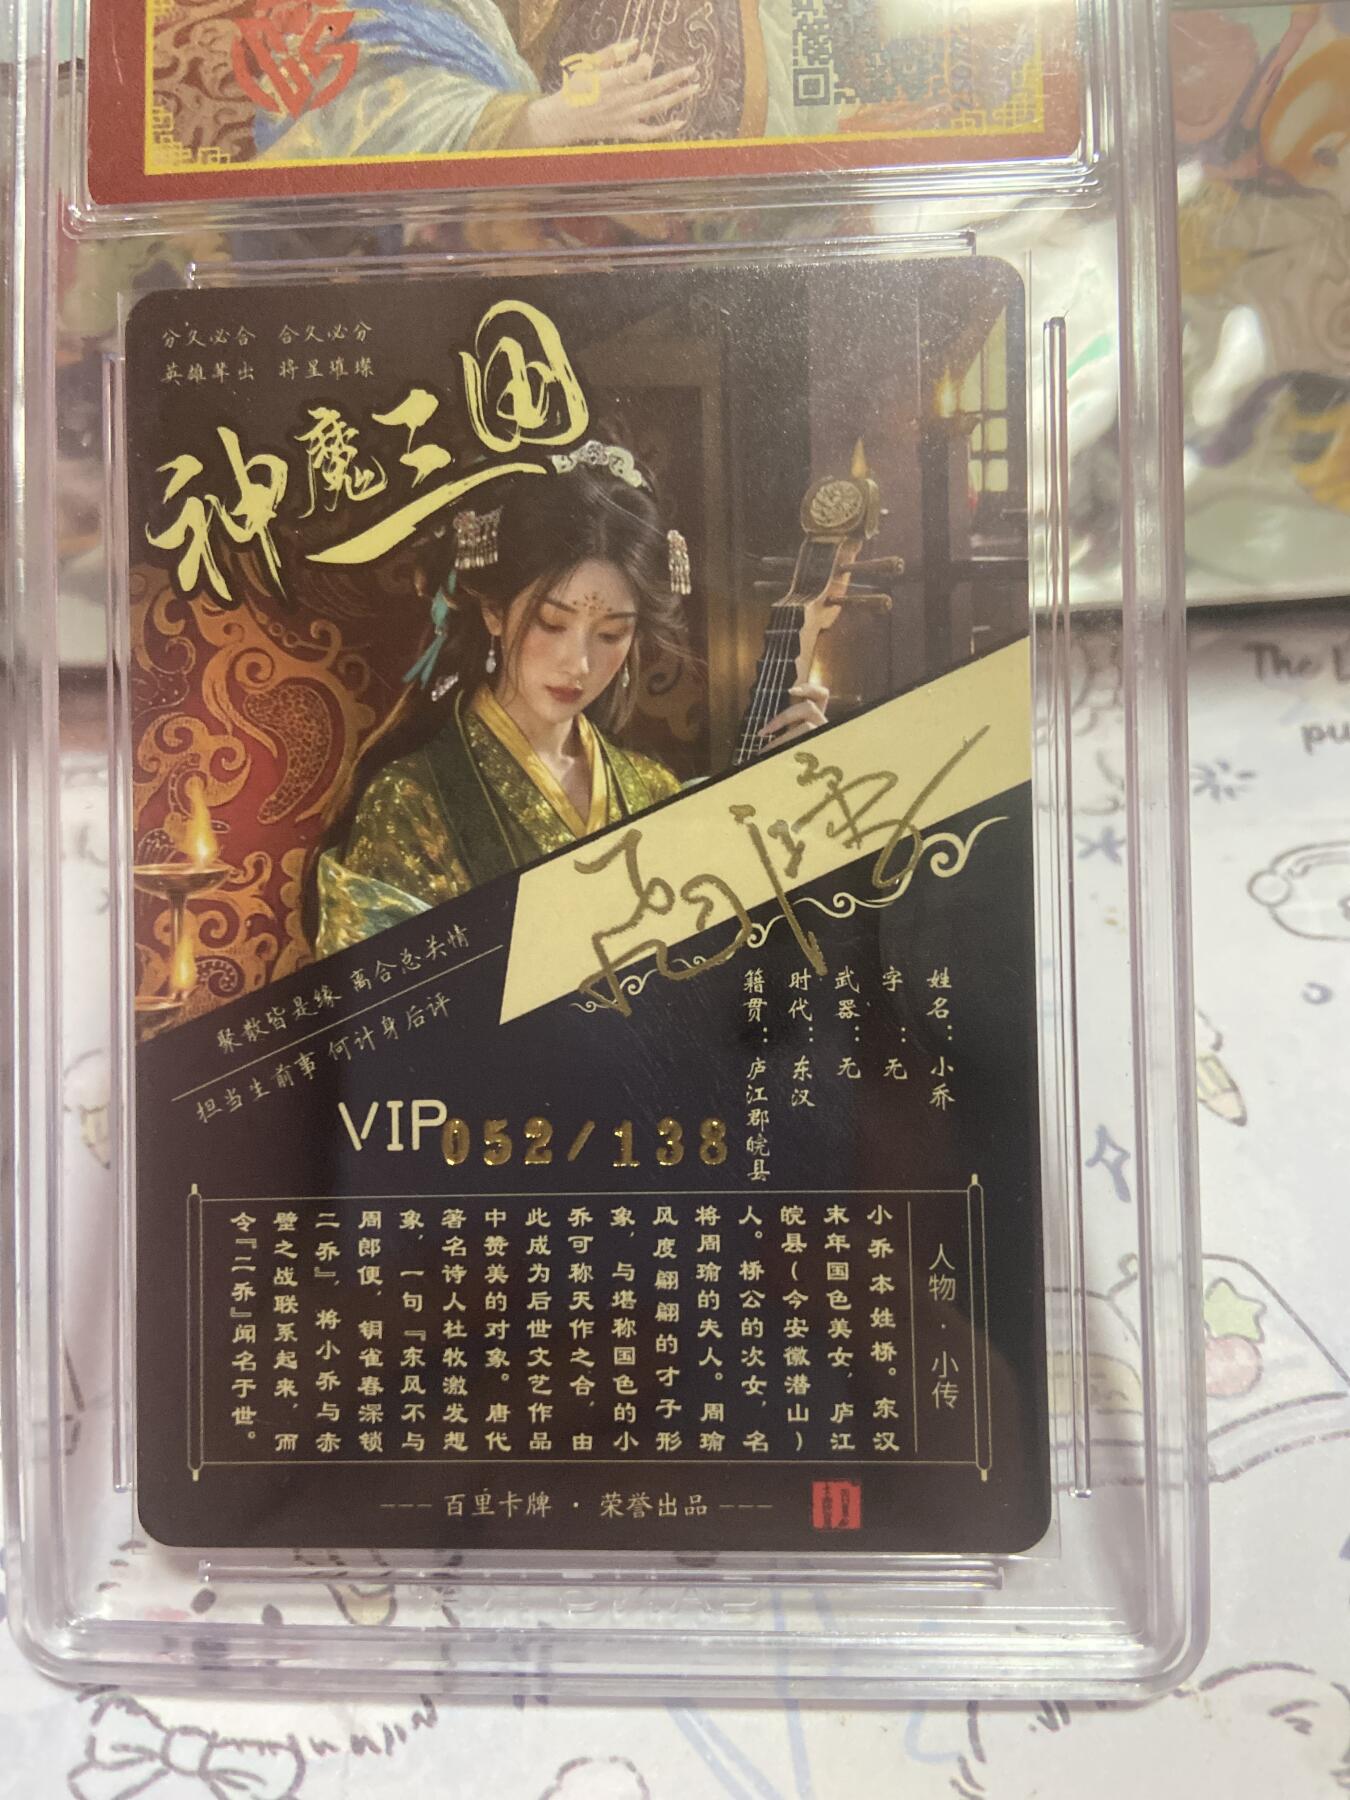 分久必合 合久必分
英雄辈出 将星璀璨
神魔三国
聚散皆是缘 离合总关情
担当生前事 何计身后评
姓名：小乔
字：无
武器：无
时代：东汉
籍贯：庐江郡皖县
VIP 052/138
人物·小传
小乔本姓桥。东汉
末年国色美女，庐江
皖县(今安徽潜山)
人。桥公的次女，名
将周瑜的夫人。周瑜
风度翩翩的才子形
象，与堪称国色的小
乔可称天作之合，由
此成为后世文艺作品
中赞美的对象。唐代
著名诗人杜牧激发想
象，一句『东风不与
周郎便，铜雀春深锁
二乔』，将小乔与赤
壁之战联系起来，而
令『二乔』闻名于世。
---百里卡牌 · 荣誉出品---
The
pu